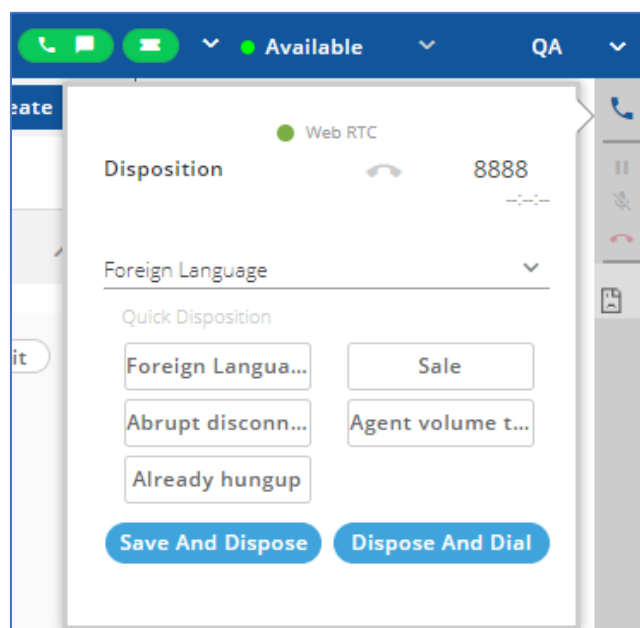 Available
QA
eate
Web RTC
Disposition
8888
--:--:--
Foreign Language
Quick Disposition
Foreign Langua...
Sale
Abrupt disconn...
Agent volume t...
Already hungup
it
Save And Dispose
Dispose And Dial